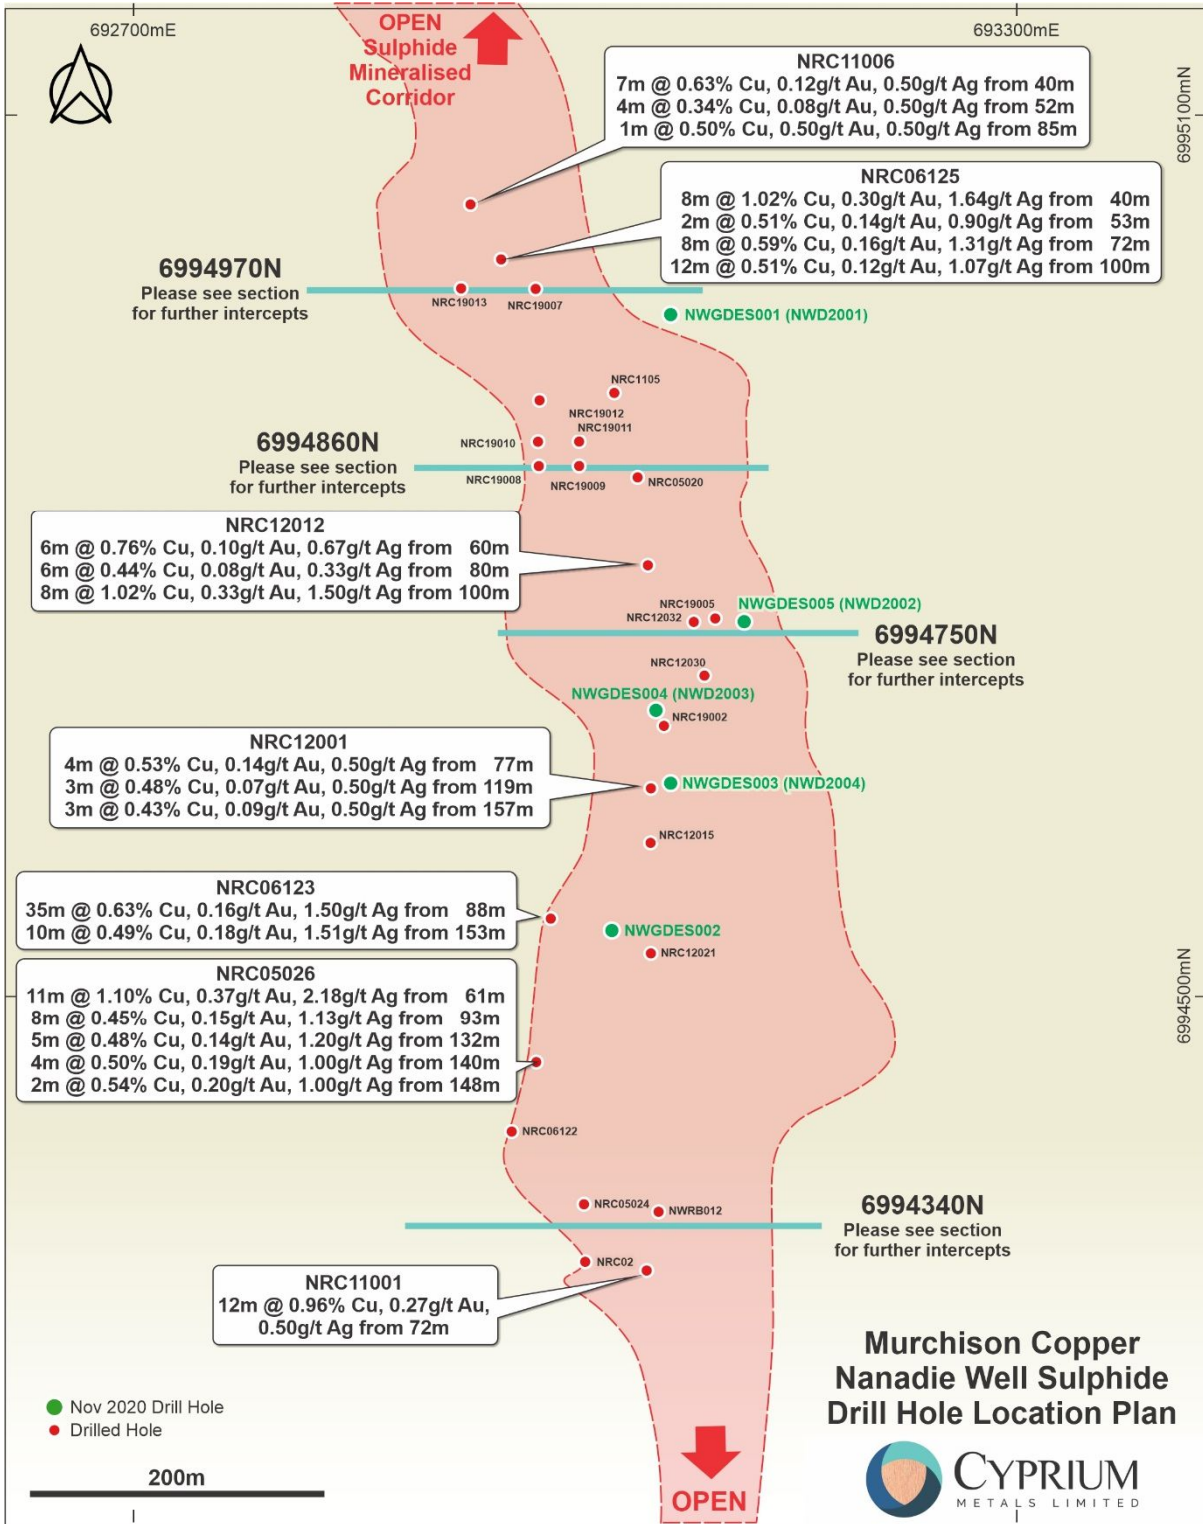 692700mE
693300mE
OPEN
Sulphide
Mineralised
Corridor
6995100mN
NRC11006
7m @ 0.63% Cu, 0.12g/t Au, 0.50g/t Ag from 40m
4m @ 0.34% Cu, 0.08g/t Au, 0.50g/t Ag from 52m
1m @ 0.50% Cu, 0.50g/t Au, 0.50g/t Ag from 85m
NRC06125
8m @ 1.02% Cu, 0.30g/t Au, 1.64g/t Ag from 40m
2m @ 0.51% Cu, 0.14g/t Au, 0.90g/t Ag from 53m
8m @ 0.59% Cu, 0.16g/t Au, 1.31g/t Ag from 72m
12m @ 0.51% Cu, 0.12g/t Au, 1.07g/t Ag from 100m
6994970N
Please see section
for further intercepts
NRC19013
NRC19007
NWGDES001 (NWD2001)
NRC1105
NRC19012
NRC19011
NRC19010
6994860N
Please see section
for further intercepts
NRC19008
NRC19009
NRC05020
NRC12012
6m @ 0.76% Cu, 0.10g/t Au, 0.67g/t Ag from 60m
6m @ 0.44% Cu, 0.08g/t Au, 0.33g/t Ag from 80m
8m @ 1.02% Cu, 0.33g/t Au, 1.50g/t Ag from 100m
NRC19005
NRC12032
NWGDES005 (NWD2002)
6994750N
Please see section
for further intercepts
NRC12030
NWGDES004 (NWD2003)
NRC19002
NRC12001
4m @ 0.53% Cu, 0.14g/t Au, 0.50g/t Ag from 77m
3m @ 0.48% Cu, 0.07g/t Au, 0.50g/t Ag from 119m
3m @ 0.43% Cu, 0.09g/t Au, 0.50g/t Ag from 157m
NWGDES003 (NWD2004)
NRC12015
NRC06123
35m @ 0.63% Cu, 0.16g/t Au, 1.50g/t Ag from 88m
10m @ 0.49% Cu, 0.18g/t Au, 1.51g/t Ag from 153m
NWGDES002
NRC12021
6994500mN
NRC05026
11m @ 1.10% Cu, 0.37g/t Au, 2.18g/t Ag from 61m
8m @ 0.45% Cu, 0.15g/t Au, 1.13g/t Ag from 93m
5m @ 0.48% Cu, 0.14g/t Au, 1.20g/t Ag from 132m
4m @ 0.50% Cu, 0.19g/t Au, 1.00g/t Ag from 140m
2m @ 0.54% Cu, 0.20g/t Au, 1.00g/t Ag from 148m
NRC06122
NRC05024
NWRB012
6994340N
Please see section
for further intercepts
NRC02
NRC11001
12m @ 0.96% Cu, 0.27g/t Au,
0.50g/t Ag from 72m
Murchison Copper
Nanadie Well Sulphide
Drill Hole Location Plan
Nov 2020 Drill Hole
Drilled Hole
200m
OPEN
CYPRIUM
METALS LIMITED